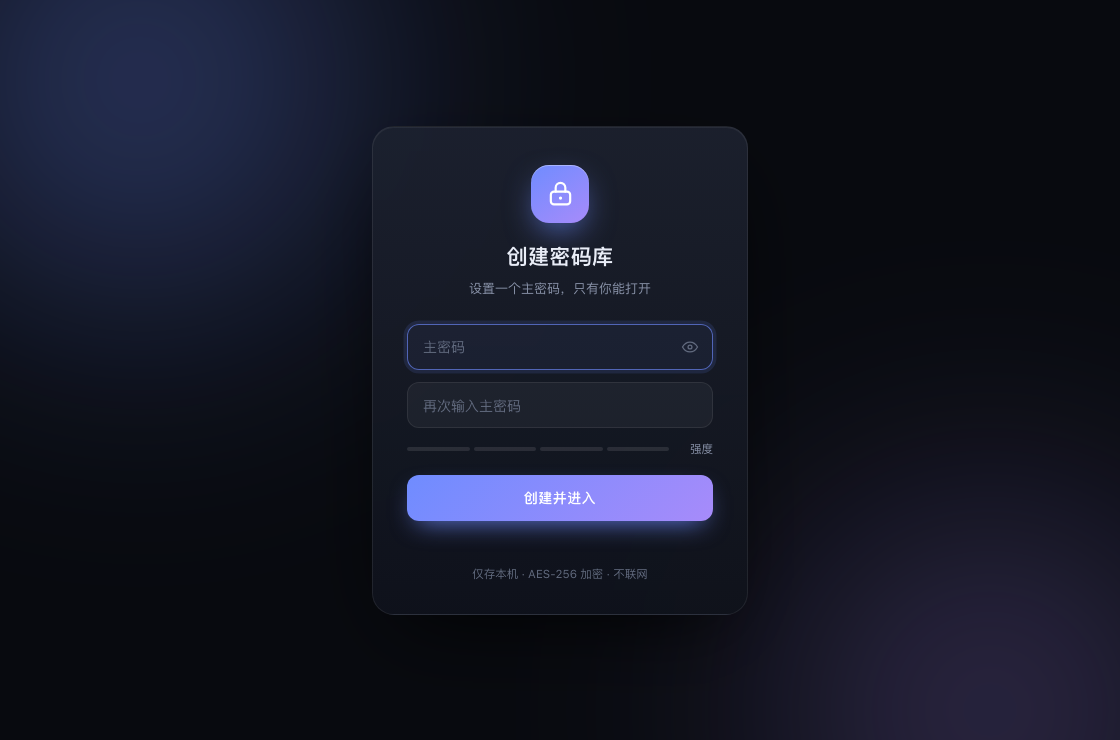 创建密码库
设置一个主密码，只有你能打开
主密码
再次输入主密码
强度
创建并进入
仅存本机 · AES-256 加密 · 不联网